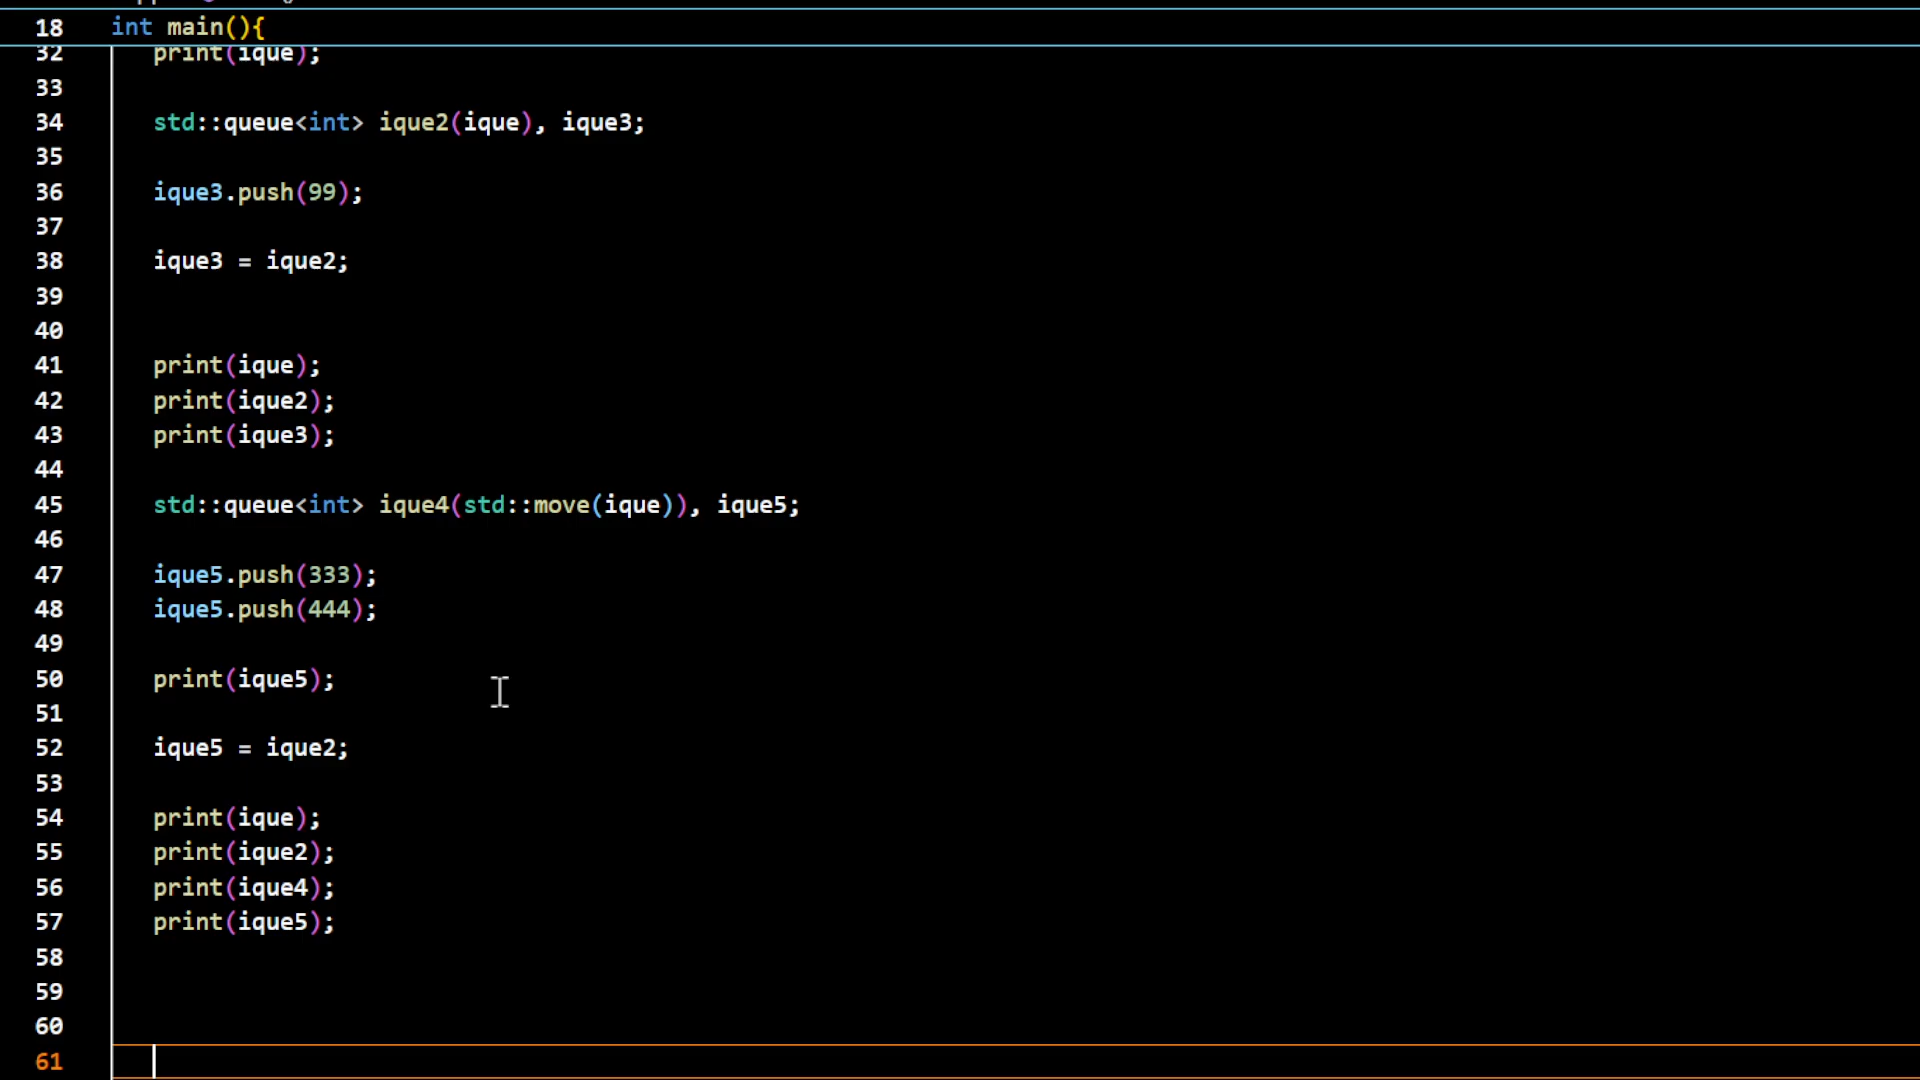 18 int main(){
32 print(ique);
33
34 std::queue<int> ique2(ique), ique3;
35
36 ique3.push(99);
37
38 ique3 = ique2;
39
40
41 print(ique);
42 print(ique2);
43 print(ique3);
44
45 std::queue<int> ique4(std::move(ique)), ique5;
46
47 ique5.push(333);
48 ique5.push(444);
49
50 print(ique5);
51
52 ique5 = ique2;
53
54 print(ique);
55 print(ique2);
56 print(ique4);
57 print(ique5);
58
59
60
61